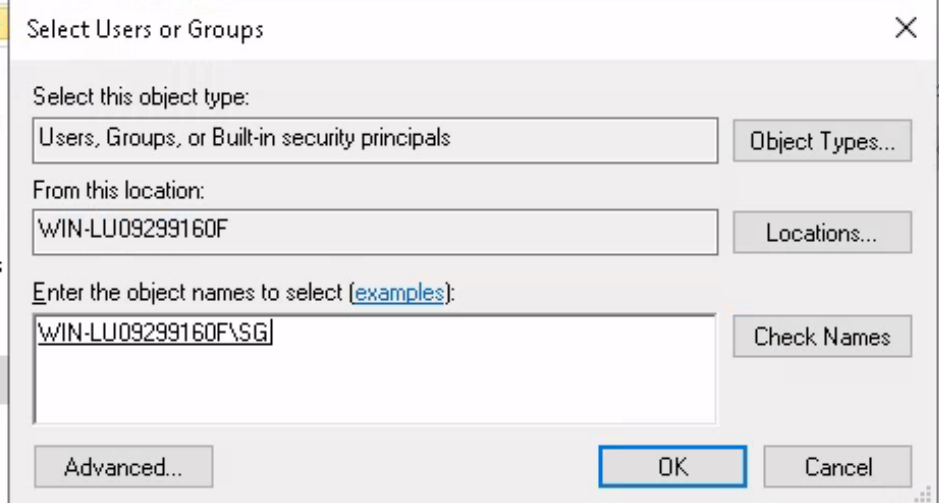 Select Users or Groups
Select this object type:
Users, Groups, or Built-in security principals
Object Types...
From this location:
WIN-LU09299160F
Locations...
Enter the object names to select (examples):
WIN-LU09299160F\SG
Check Names
Advanced...
OK
Cancel